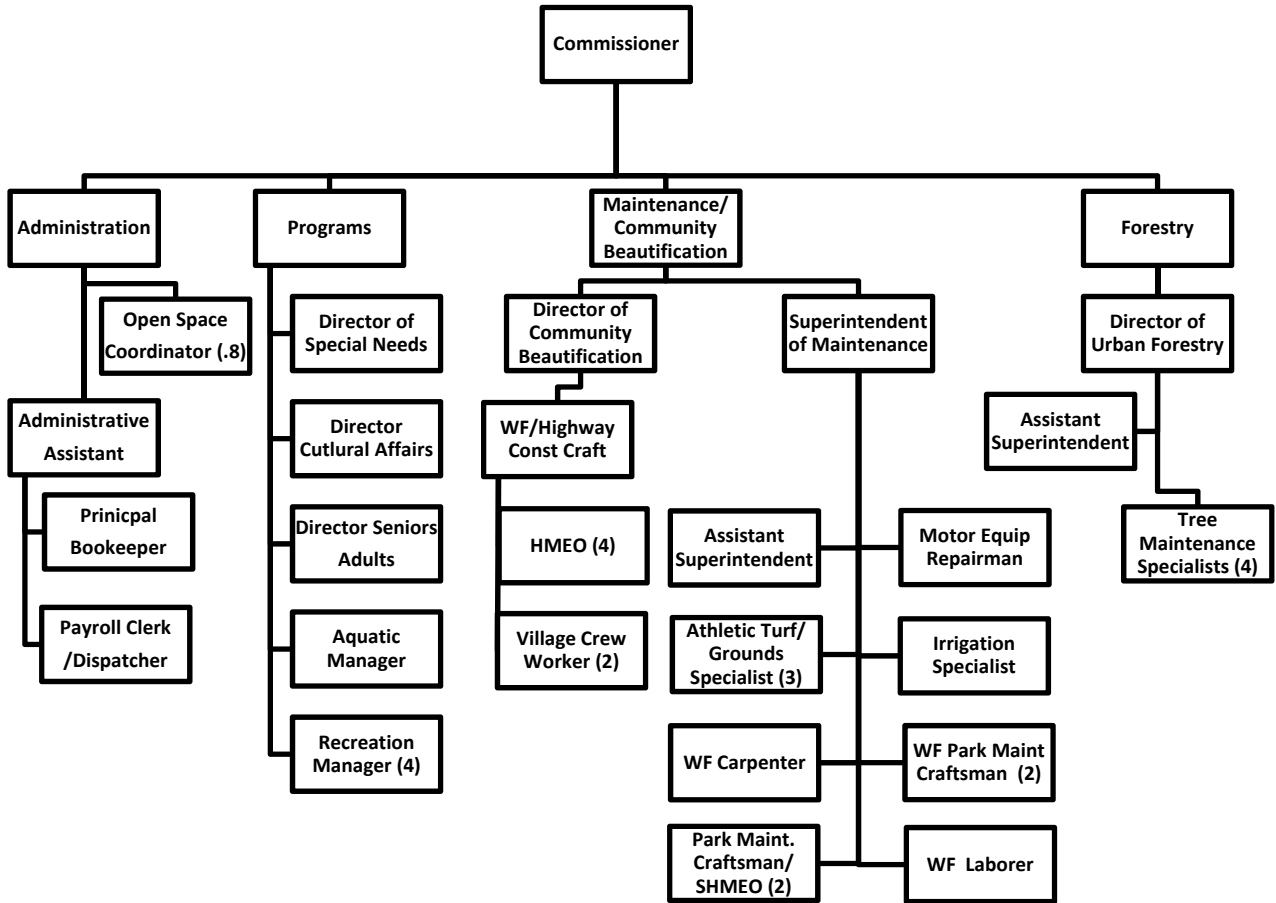 Commissioner
Administration
Programs
Maintenance/
Community
Beautification
Forestry
Open Space
Coordinator (.8)
Director of
Special Needs
Director of
Community
Beautification
Superintendent
of Maintenance
Director of
Urban Forestry
Administrative
Assistant
Director
Cutlural Affairs
WF/Highway
Const Craft
Assistant
Superintendent
Prinicpal
Bookeeper
Director Seniors
Adults
HMEO (4)
Assistant
Superintendent
Motor Equip
Repairman
Tree
Maintenance
Specialists (4)
Payroll Clerk
/Dispatcher
Aquatic
Manager
Village Crew
Worker (2)
Athletic Turf/
Grounds
Specialist (3)
Irrigation
Specialist
Recreation
Manager (4)
WF Carpenter
WF Park Maint
Craftsman (2)
Park Maint.
Craftsman/
SHMEO (2)
WF Laborer